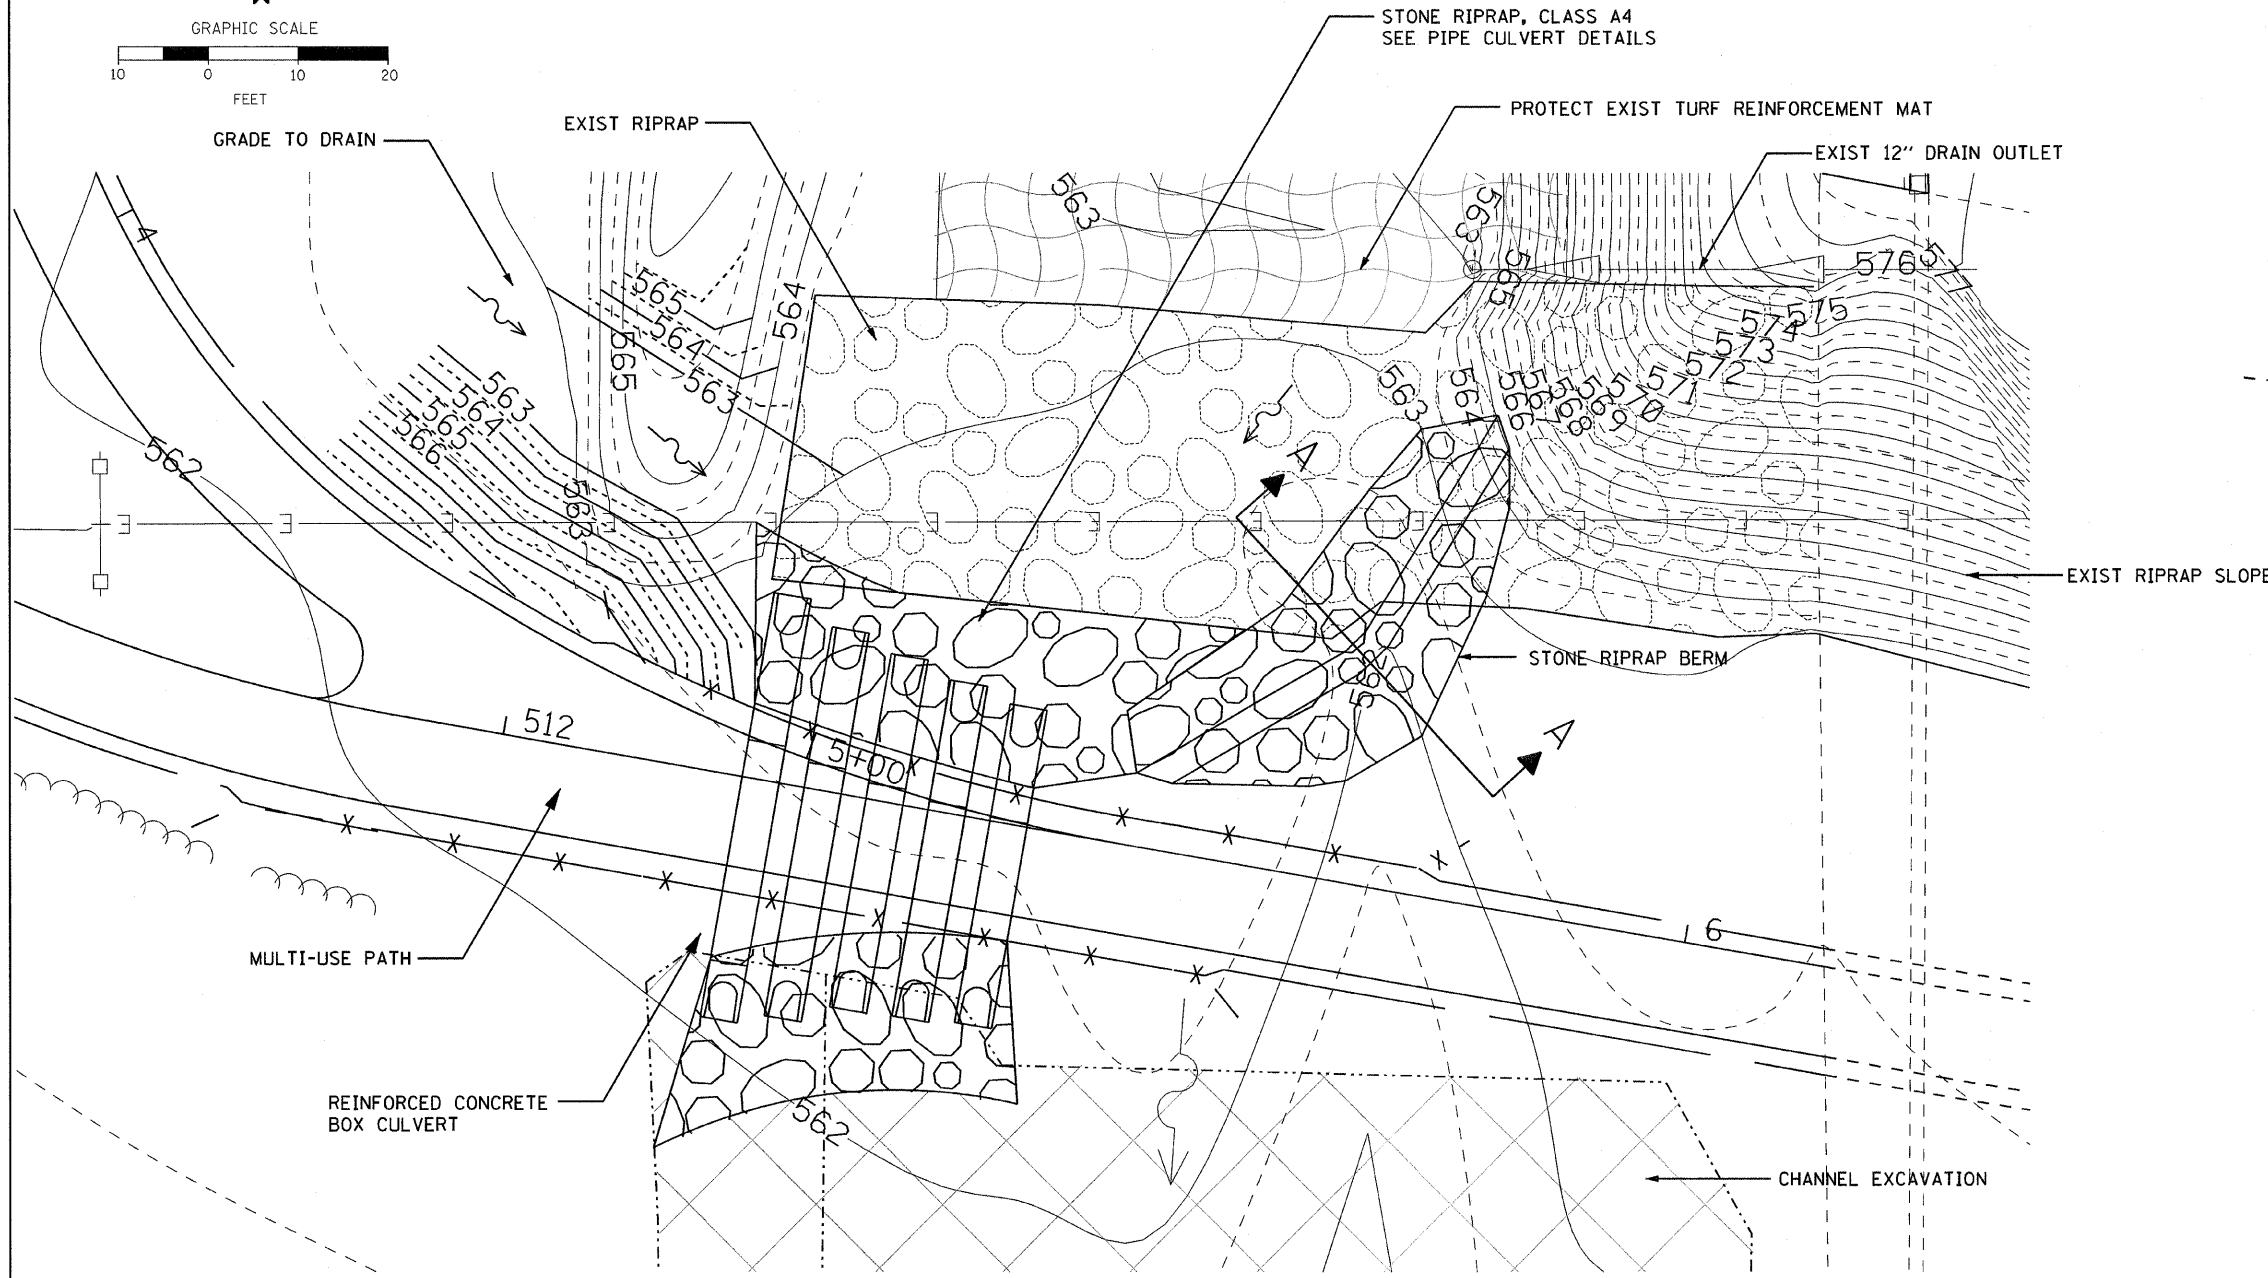 GRAPHIC SCALE
10 0 10 20
FEET
STONE RIPRAP, CLASS A4
SEE PIPE CULVERT DETAILS
EXIST RIPRAP
PROTECT EXIST TURF REINFORCEMENT MAT
GRADE TO DRAIN
EXIST 12" DRAIN OUTLET
563
563
4
565
576
5
565
564
564
575
574
573
565
572
563
571
563
563
564
566
567
568
569
570
564
565
566
562
A
563
E E E E E E E E E E E E
EXIST RIPRAP SLOPE
STONE RIPRAP BERM
562
512
A
5+00
X X X X X X X
X X X X X X X X X
6
MULTI-USE PATH
REINFORCED CONCRETE
BOX CULVERT
562
CHANNEL EXCAVATION